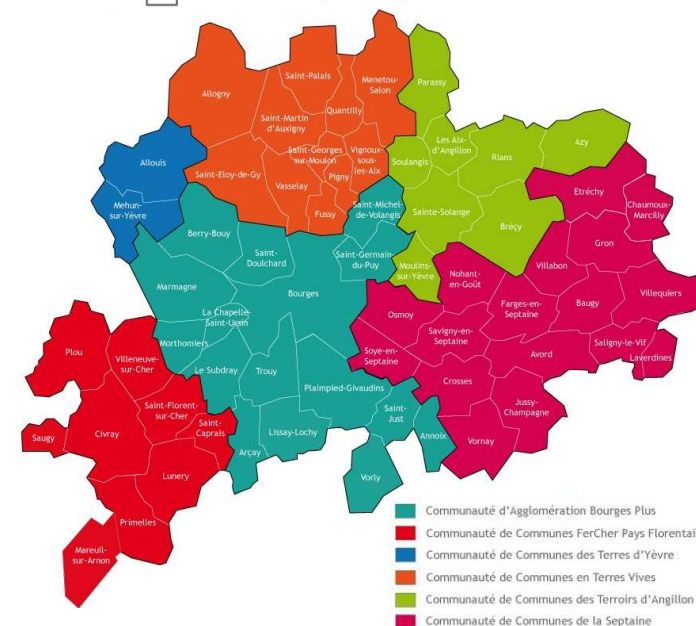 Saint-Palais
Allogny
Menetou-
Salon
Parassy
Quantilly
Saint-Martin
d'Auxigny
Les Aix-
d'Angillon
Azy
Allouis
Saint-Georges
sur-Moulon
Vignoux-
sous-
les-Aix
Soulangis
Rians
Saint-Eloy-de-Gy
Pigny
Vasselay
Etréchy
Mehun-
sur-Yèvre
Fussy
Saint-Michel-
de-Volangis
Sainte-Solange
Chaumoux-
Marcilly
Berry-Bouy
Brécy
Gron
Saint-
Doulchard
Saint-Germain-
du-Puy
Moulins-
sur-Yèvre
Nohant-
en-Goût
Villabon
Marmagne
Bourges
Villequiers
Farges-en-
Septaine
Baugy
La Chapelle-
Saint-Ursin
Osmoy
Savigny-en-
Septaine
Morthomiers
Saligny-le-Vif
Plou
Villeneuve-
sur-Cher
Soye-en-
Septaine
Avord
Laverdines
Le Subdray
Trouy
Crosses
Plaimpied-Givaudins
Saint-Florent-
sur-Cher
Saint-
Caprais
Saint-
Just
Jussy-
Champagne
Saugy
Civray
Lissay-Lochy
Annoix
Vornay
Arçay
Lunery
Vorly
Primelles
Mareuil-
sur-Arnon
Communauté d'Agglomération Bourges Plus
Communauté de Communes FerCher Pays Florentai
Communauté de Communes des Terres d'Yèvre
Communauté de Communes en Terres Vives
Communauté de Communes des Terroirs d'Angillon
Communauté de Communes de la Septaine